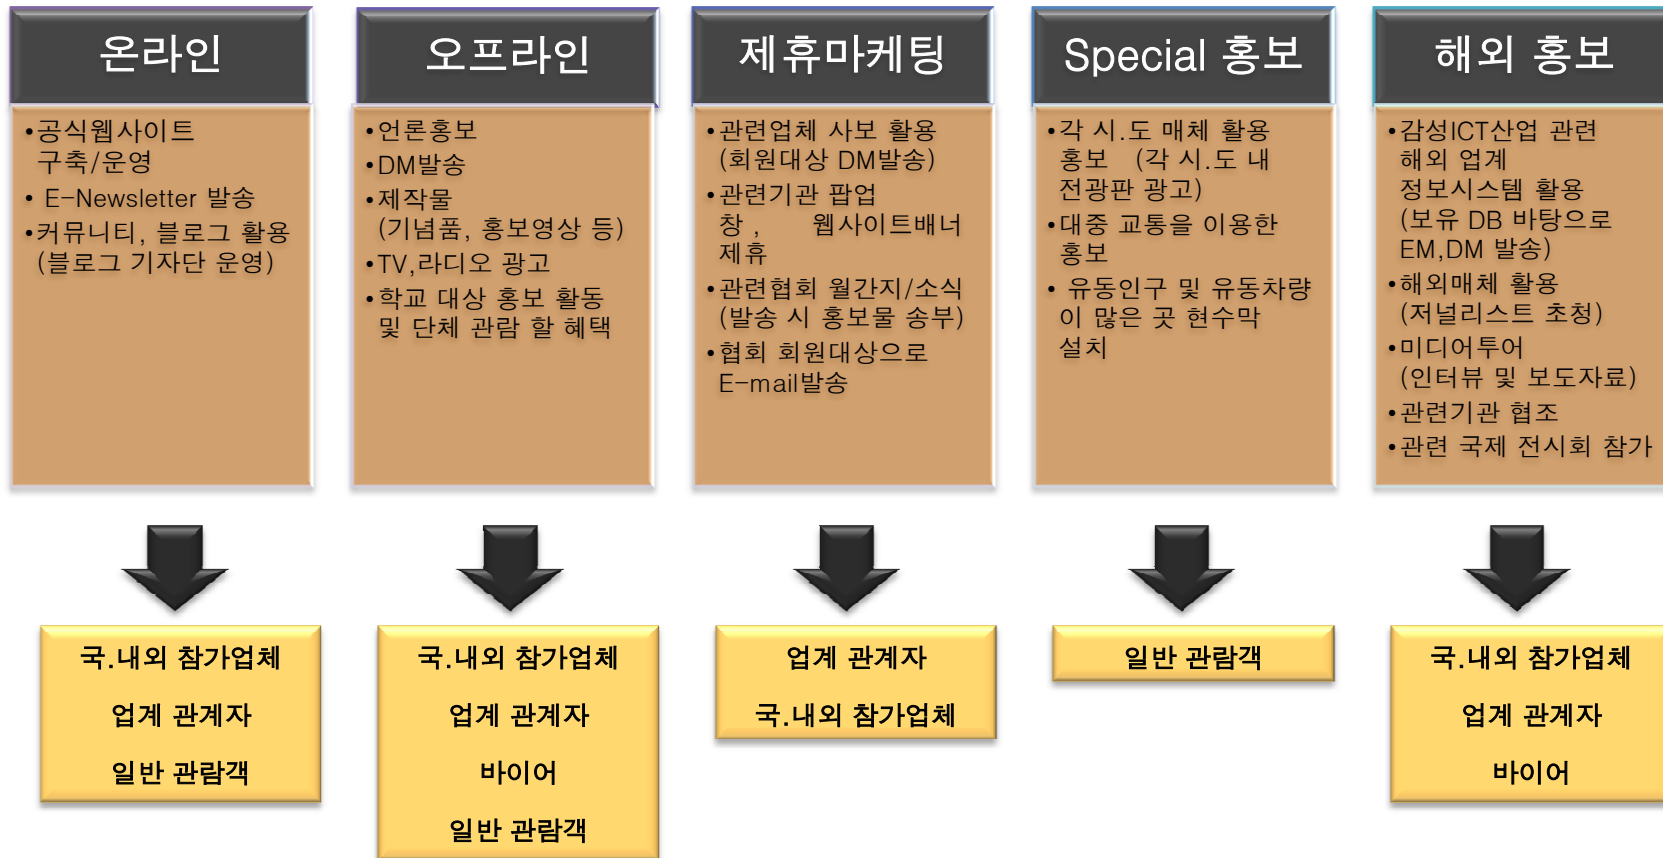 온라인
•공식웹사이트
구축/운영
• E-Newsletter 발송
•커뮤니티, 블로그 활용
(블로그 기자단 운영)
국.내외 참가업체
업계 관계자
일반 관람객
오프라인
•언론홍보
•DM발송
•제작물
(기념품, 홍보영상 등)
•TV,라디오 광고
•학교 대상 홍보 활동
및 단체 관람 할 혜택
국.내외 참가업체
업계 관계자
바이어
일반 관람객
제휴마케팅
•관련업체 사보 활용
(회원대상 DM발송)
•관련기관 팝업
창 , 웹사이트배너
제휴
•관련협회 월간지/소식
(발송 시 홍보물 송부)
•협회 회원대상으로
E-mail발송
업계 관계자
국.내외 참가업체
Special 홍보
•각 시.도 매체 활용
홍보 (각 시.도 내
전광판 광고)
•대중 교통을 이용한
홍보
• 유동인구 및 유동차량
이 많은 곳 현수막
설치
일반 관람객
해외 홍보
•감성ICT산업 관련
해외 업계
정보시스템 활용
(보유 DB 바탕으로
EM,DM 발송)
•해외매체 활용
(저널리스트 초청)
•미디어투어
(인터뷰 및 보도자료)
•관련기관 협조
•관련 국제 전시회 참가
국.내외 참가업체
업계 관계자
바이어